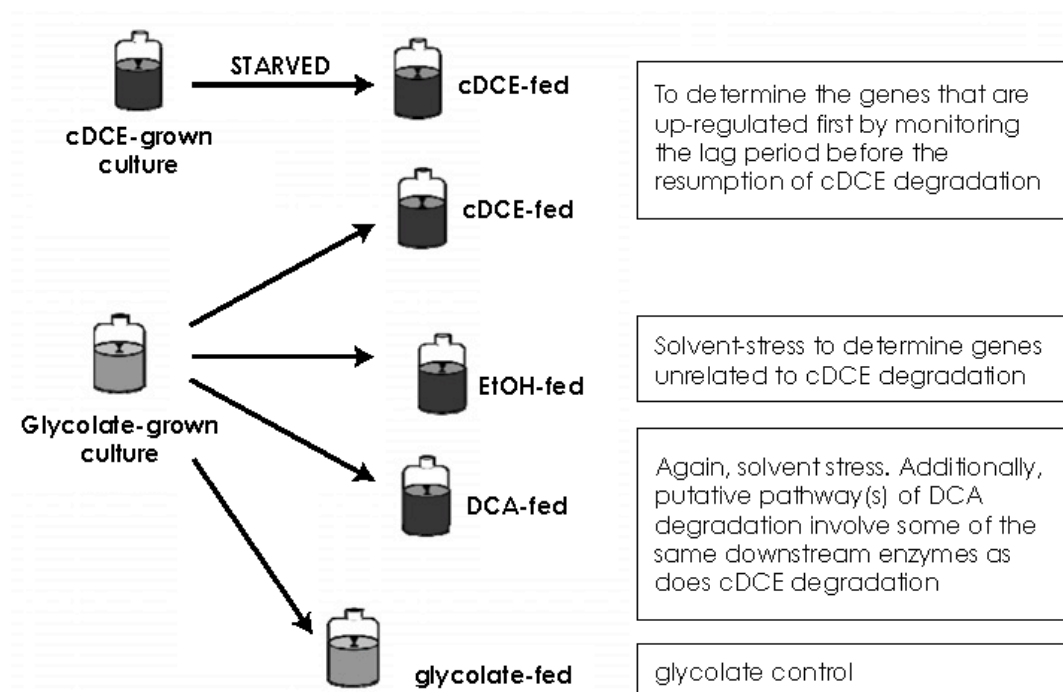 STARVED
cDCE-grown
culture
cDCE-fed
To determine the genes that are
up-regulated first by monitoring
the lag period before the
resumption of cDCE degradation
cDCE-fed
Glycolate-grown
culture
EtOH-fed
Solvent-stress to determine genes
unrelated to cDCE degradation
DCA-fed
Again, solvent stress. Additionally,
putative pathway(s) of DCA
degradation involve some of the
same downstream enzymes as
does cDCE degradation
glycolate-fed
glycolate control